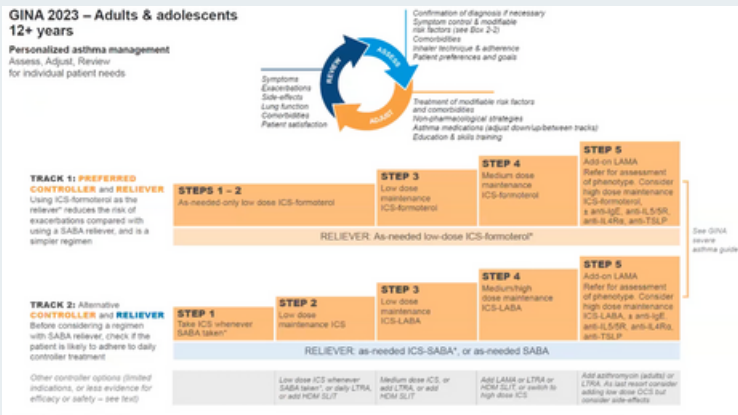 GINA 2023 – Adults & adolescents
12+ years
Personalized asthma management
Assess, Adjust, Review
for individual patient needs
Confirmation of diagnosis if necessary
Symptom control & modifiable
risk factors (see Box 2-2)
Comorbidities
Inhaler technique & adherence
Patient preferences and goals
REVIEW
ASSESS
ADJUST
Symptoms
Exacerbations
Side-effects
Lung function
Comorbidities
Patient satisfaction
Treatment of modifiable risk factors
and comorbidities
Non-pharmacological strategies
Asthma medications (adjust down/up/between tracks)
Education & skills training
TRACK 1: PREFERRED
CONTROLLER and RELIEVER
Using ICS-formoterol as the
reliever* reduces the risk of
exacerbations compared with
using a SABA reliever, and is a
simpler regimen
STEPS 1 – 2
As-needed-only low dose ICS-formoterol
STEP 3
Low dose
maintenance
ICS-formoterol
STEP 4
Medium dose
maintenance
ICS-formoterol
STEP 5
Add-on LAMA
Refer for assessment
of phenotype. Consider
high dose maintenance
ICS-formoterol,
± anti-IgE, anti-IL5/5R,
anti-IL4Rα, anti-TSLP
RELIEVER: As-needed low-dose ICS-formoterol*
See GINA
severe
asthma guide
TRACK 2: Alternative
CONTROLLER and RELIEVER
Before considering a regimen
with SABA reliever, check if the
patient is likely to adhere to daily
controller treatment
STEP 1
Take ICS whenever
SABA taken*
STEP 2
Low dose
maintenance ICS
STEP 3
Low dose
maintenance
ICS-LABA
STEP 4
Medium/high
dose maintenance
ICS-LABA
STEP 5
Add-on LAMA
Refer for assessment
of phenotype. Consider
high dose maintenance
ICS-LABA, ± anti-IgE,
anti-IL5/5R, anti-IL4Rα,
anti-TSLP
RELIEVER: as-needed ICS-SABA*, or as-needed SABA
Other controller options (limited
indications, or less evidence for
efficacy or safety – see text)
Low dose ICS whenever
SABA taken*, or daily LTRA,
or add HDM SLIT
Medium dose ICS, or
add LTRA, or add
HDM SLIT
Add LAMA or LTRA or
HDM SLIT, or switch to
high dose ICS
Add azithromycin (adults) or
LTRA. As last resort consider
adding low dose OCS but
consider side-effects